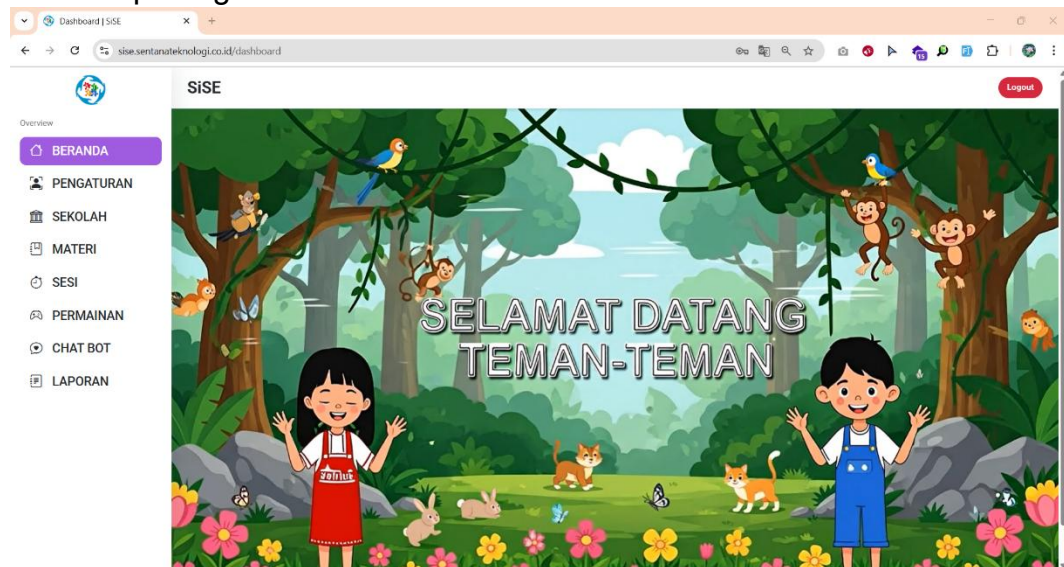 Dashboard | SiSE
sise.sentanateknologi.co.id/dashboard
15
SiSE
Logout
Overview
BERANDA
PENGATURAN
SEKOLAH
MATERI
SESI
PERMAINAN
CHAT BOT
LAPORAN
SELAMAT DATANG
TEMAN-TEMAN